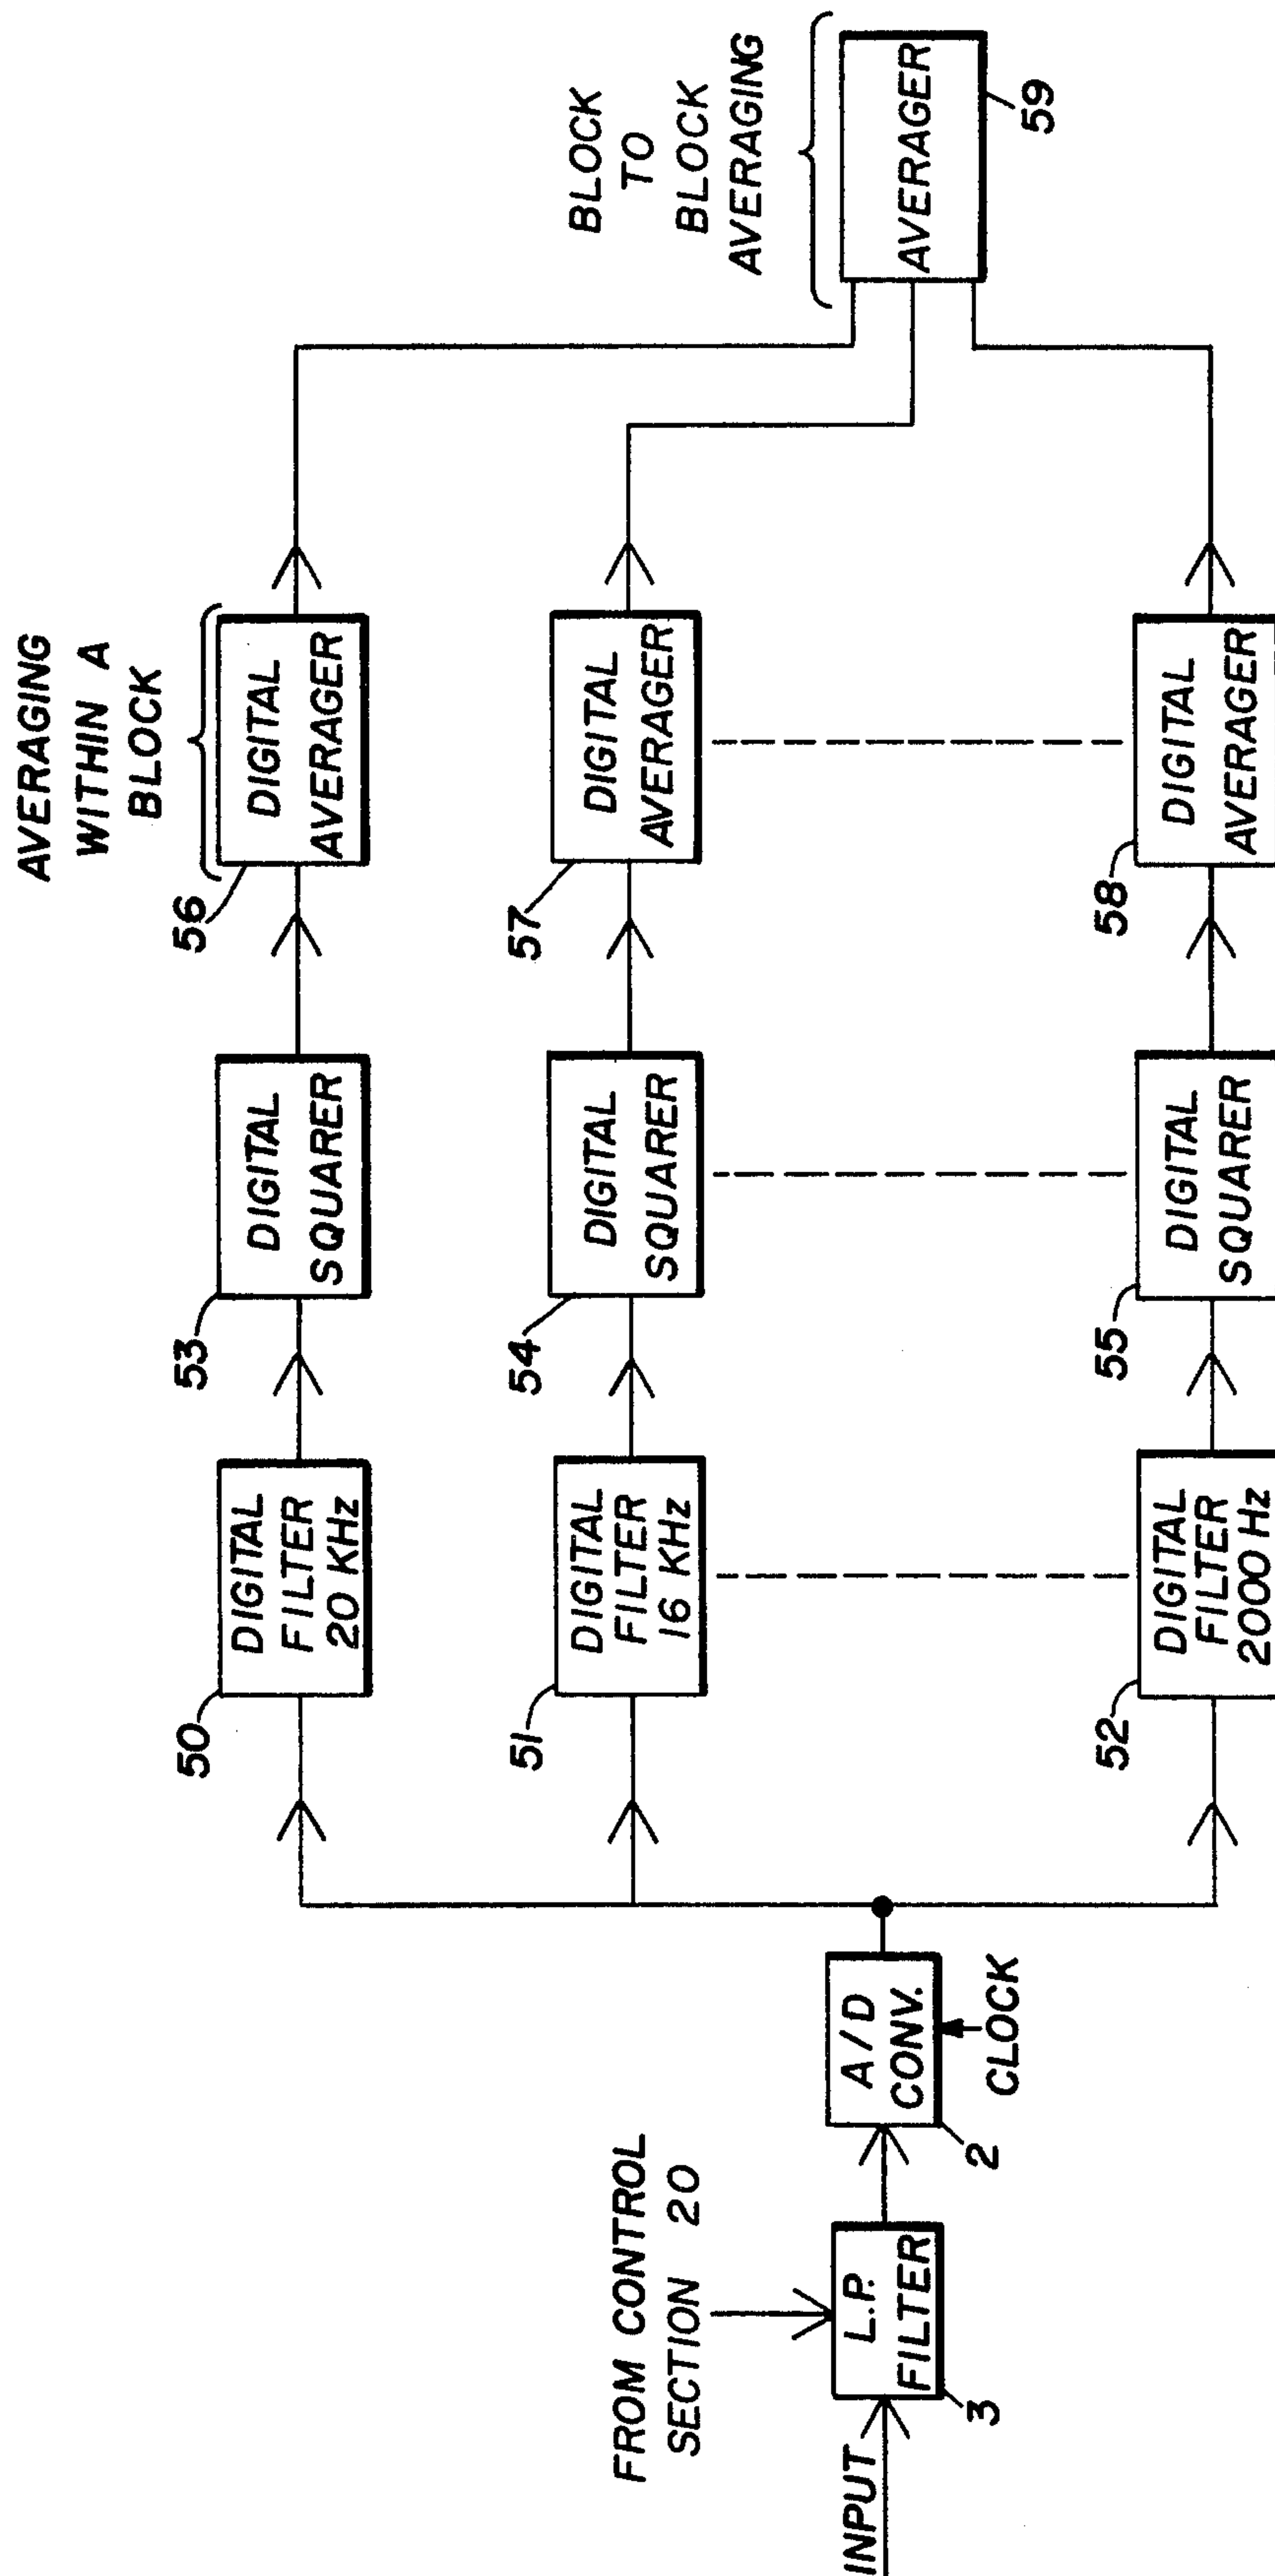 INPUT
L.P.
FILTER
3
FROM CONTROL
SECTION 20
A/D
CONV.
2
CLOCK
50
DIGITAL
FILTER
20 KHz
53
DIGITAL
SQUARER
56
DIGITAL
AVERAGER
AVERAGING
WITHIN A
BLOCK
51
DIGITAL
FILTER
16 KHz
54
DIGITAL
SQUARER
57
DIGITAL
AVERAGER
52
DIGITAL
FILTER
2000 Hz
55
DIGITAL
SQUARER
58
DIGITAL
AVERAGER
BLOCK
TO
BLOCK
AVERAGING
AVERAGER
59